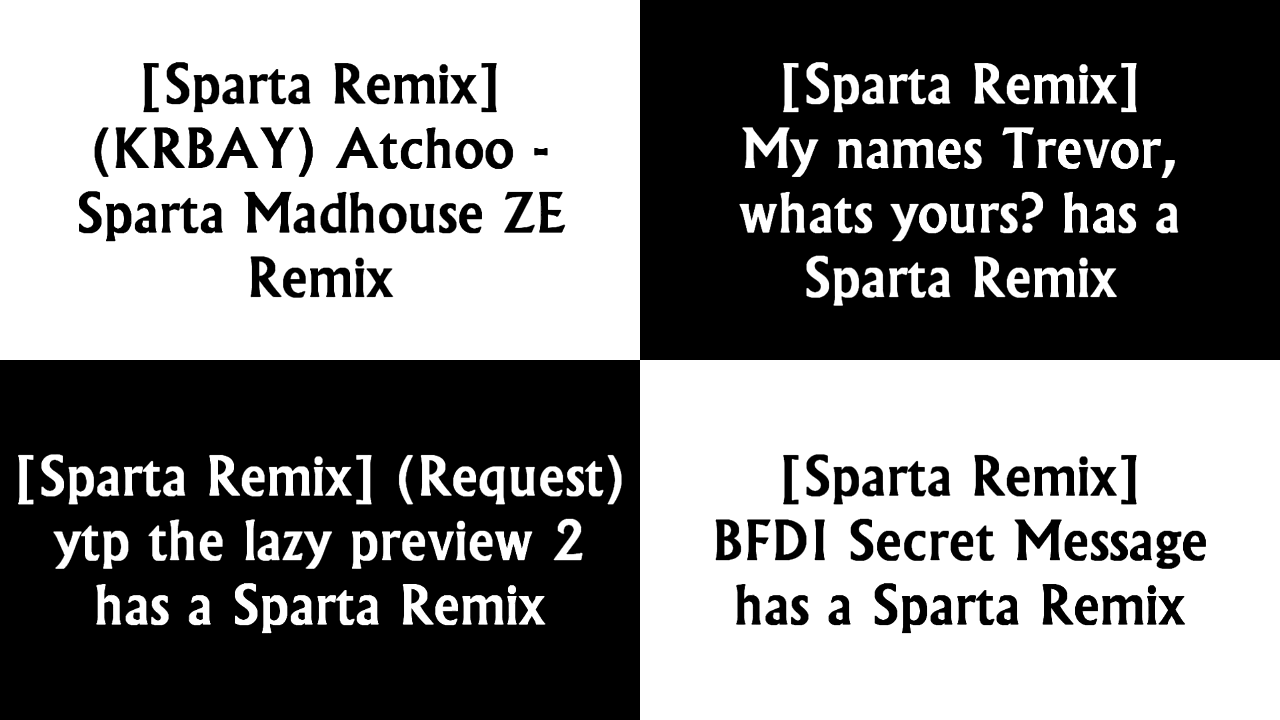 [Sparta Remix]
(KRBAY) Atchoo -
Sparta Madhouse ZE
Remix
[Sparta Remix]
My names Trevor,
whats yours? has a
Sparta Remix
[Sparta Remix] (Request)
ytp the lazy preview 2
has a Sparta Remix
[Sparta Remix]
BFDI Secret Message
has a Sparta Remix